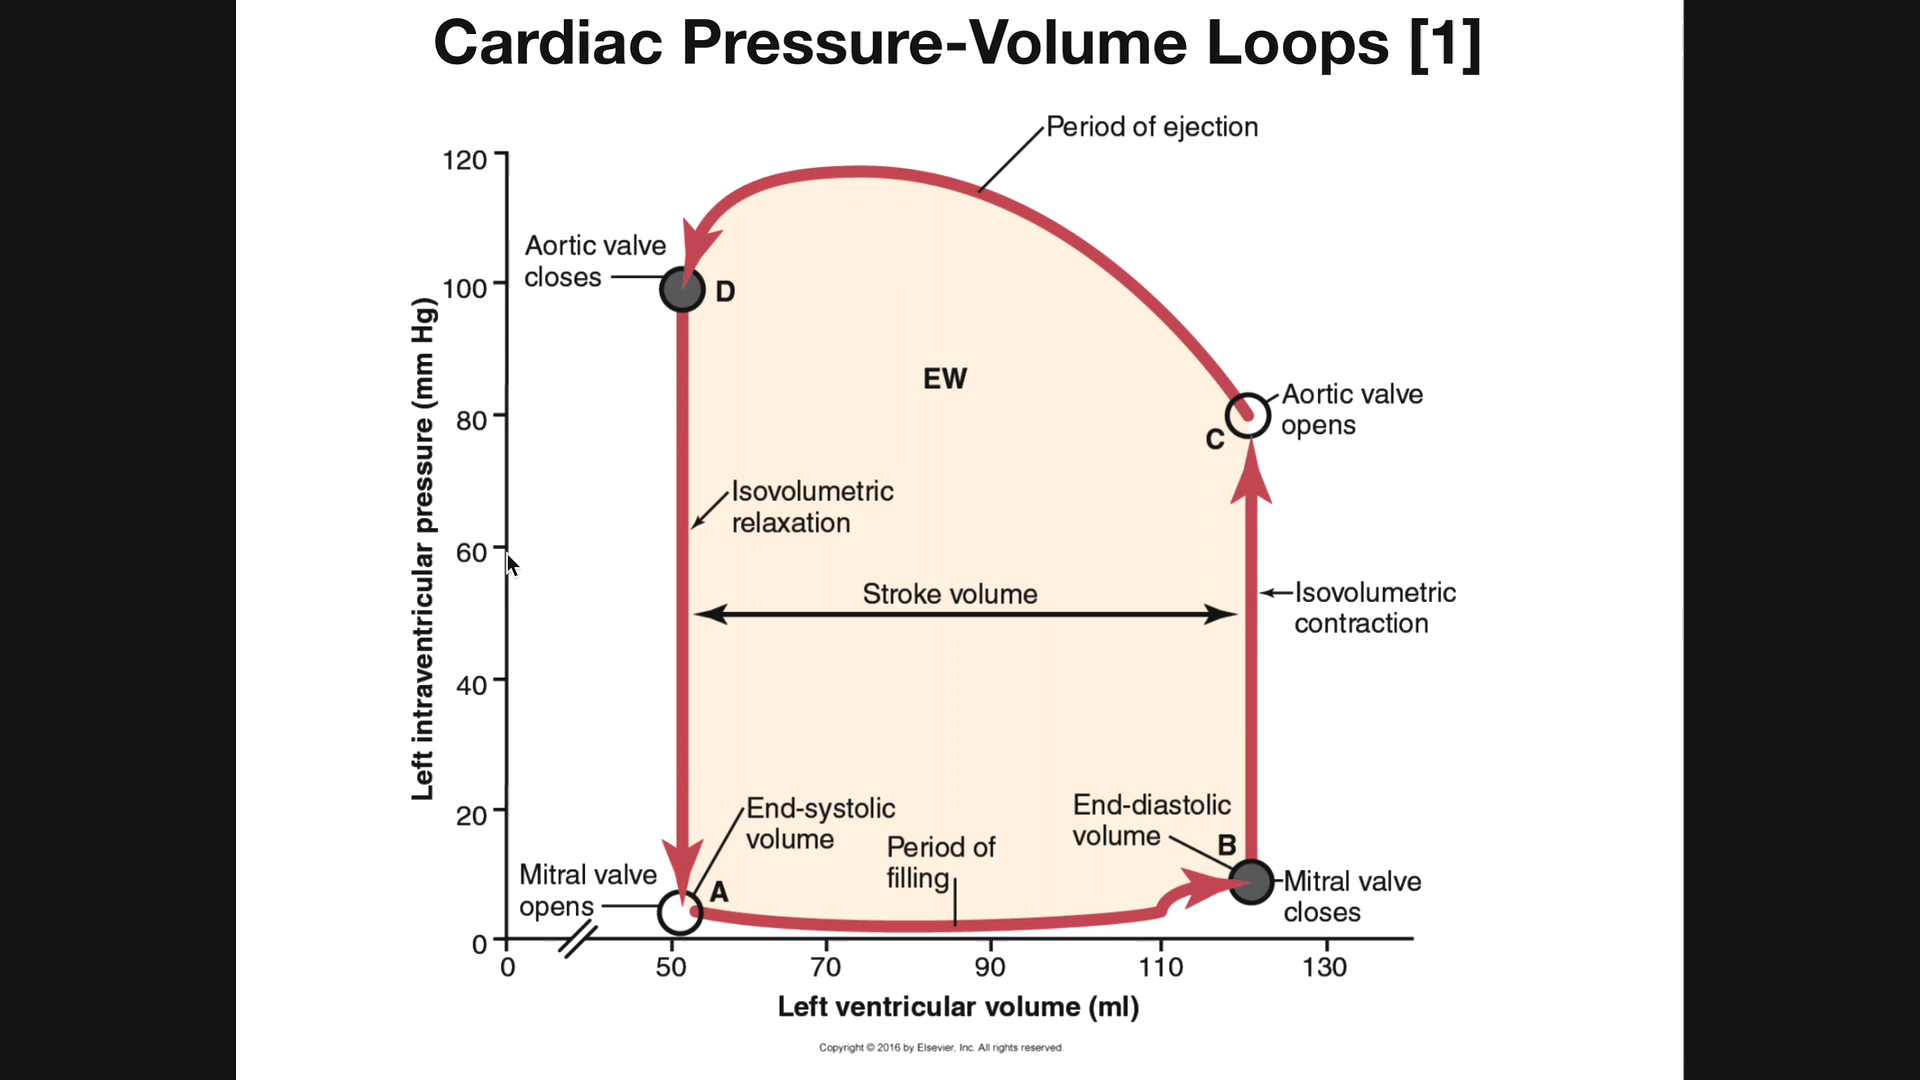 Cardiac Pressure-Volume Loops [1]
Period of ejection
120
Aortic valve
closes
D
100
EW
Aortic valve
opens
C
80
Left intraventricular pressure (mm Hg)
Isovolumetric
relaxation
60
Stroke volume
Isovolumetric
contraction
40
End-systolic
volume
End-diastolic
volume
B
20
Period of
filling
Mitral valve
opens
A
Mitral valve
closes
0
0
50
70
90
110
130
Left ventricular volume (ml)
Copyright © 2016 by Elsevier, Inc. All rights reserved.